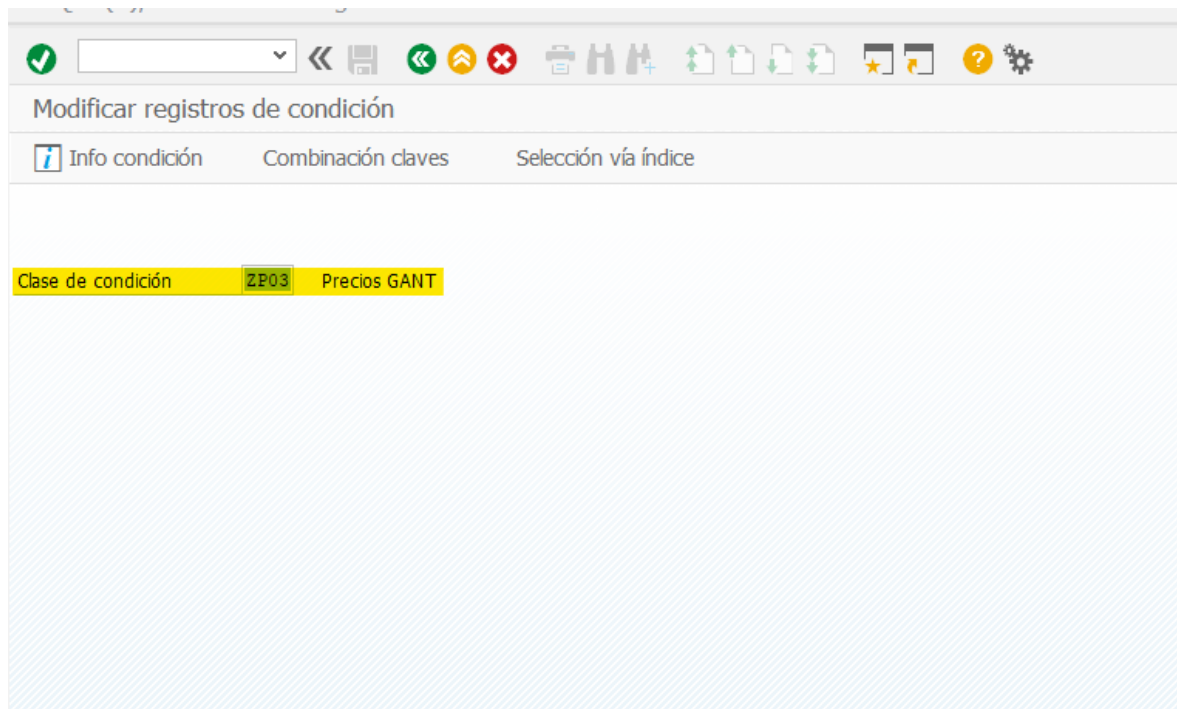 Modificar registros de condición
Info condición Combinación claves Selección vía índice
Clase de condición ZP03 Precios GANT